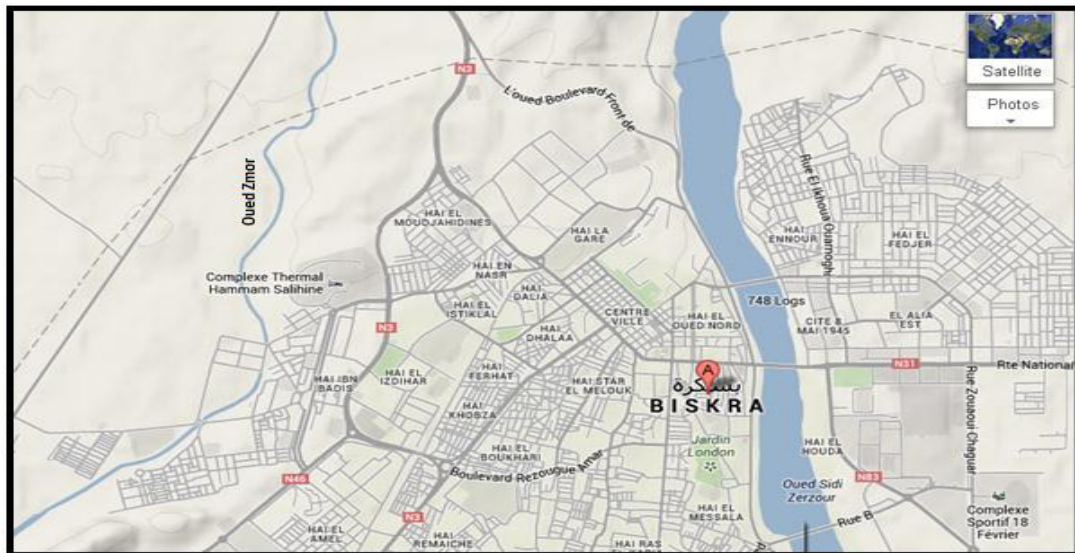 Satellite
Photos
N3
L'oued Boulevard Front de
Oued Zmor
Rue El Ikhoua Ouamoghi
HAI EL
MOUDJAHIDINES
HAI LA
GARE
HAI
ENNOUR
HAI EL
FEDJER
HAI EN
NASR
Complexe Thermal
Hammam Salihine
HAI
DALIA
HAI EL
ISTIKLAL
748 Logs
CENTRE
VILLE
HAI EL
OUED NORD
CITE 8
MAI 1945
EL ALIA
EST
N3
HAI
DHALAA
N31
Rte National
HAI IBN
BADIS
HAI EL
IZDIHAR
HAI
FERHAT
HAI STAR
EL MELOUK
A
بسكرة
BISKRA
Rue Zouaoui Chaguar
HAI
KHOBZA
HAI EL
BOUKHARI
Jardin
London
HAI EL
HOUDA
Boulevard Rezougue Amar
N46
Oued Sidi
Zerzour
N83
HAI EL
MESSALA
Rue B
Complexe
Sportif 18
Février
N3
HAI EL
AMEL
HAI
REMAICHE
HAI RAS